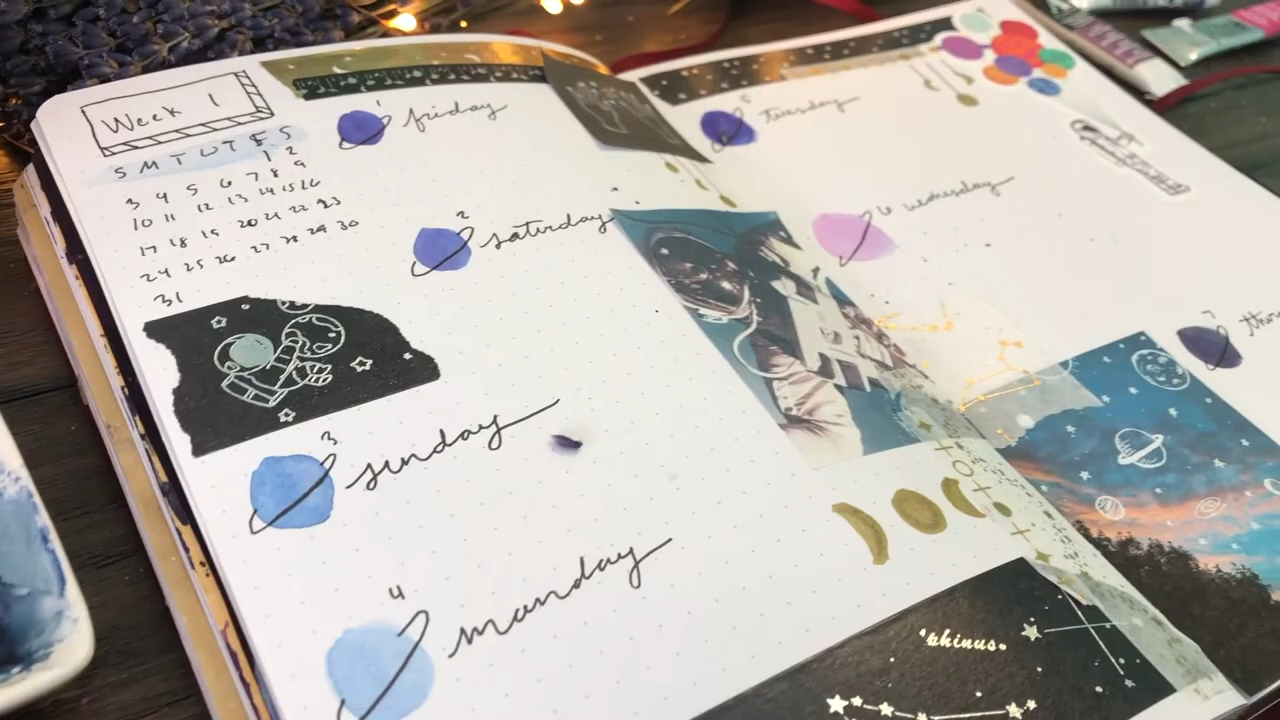 Week 1
S M T W T F S
1 2
3 4 5 6 7 8 9
10 11 12 13 14 15 16
17 18 19 20 21 22 23
24 25 26 27 28 29 30
31
1 friday
2 saturday
3 sunday
4 monday
5 tuesday
6 wednesday
7
phinus